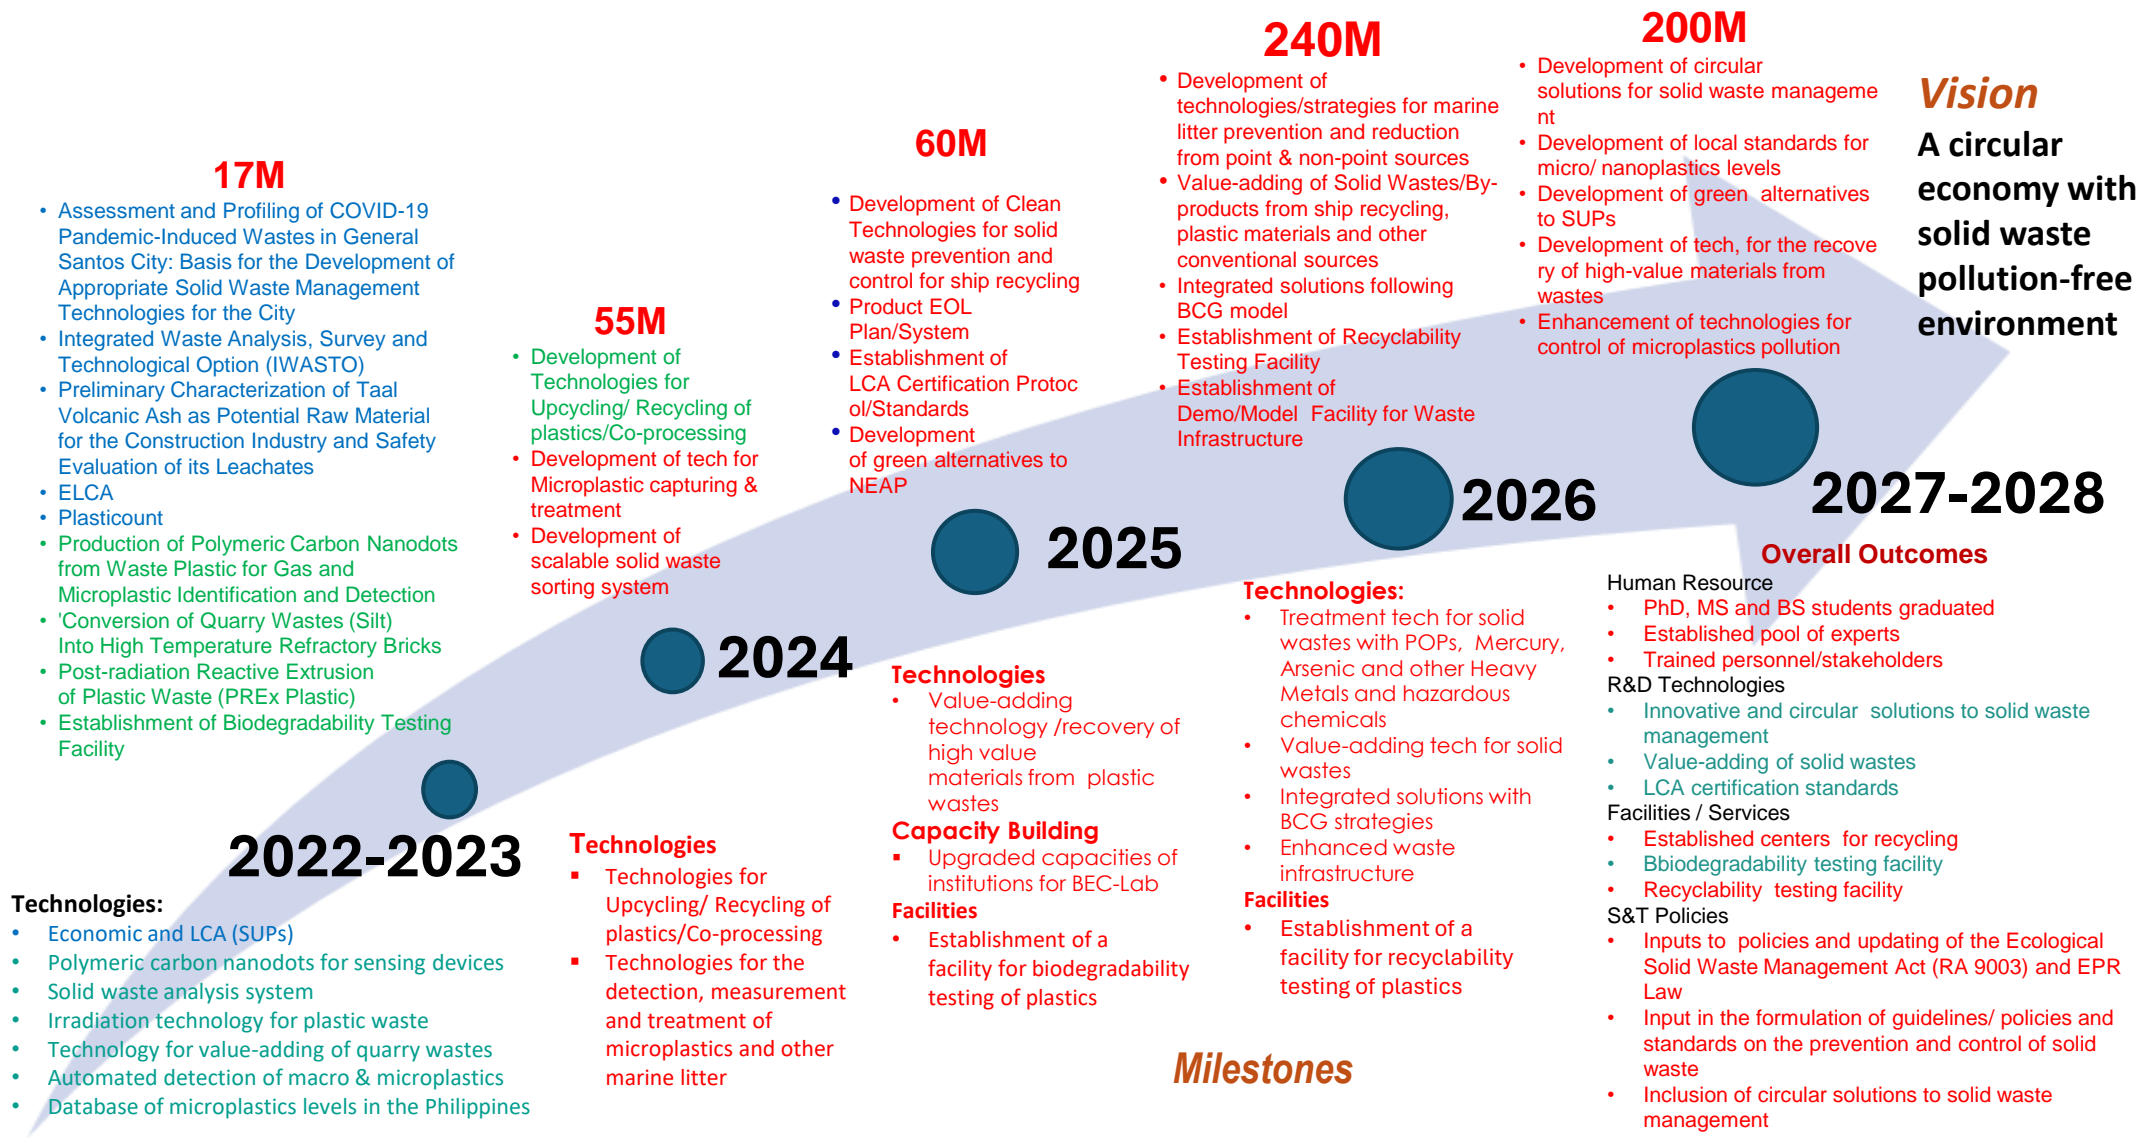 17M
• Assessment and Profiling of COVID-19
Pandemic-Induced Wastes in General
Santos City: Basis for the Development of
Appropriate Solid Waste Management
Technologies for the City
• Integrated Waste Analysis, Survey and
Technological Option (IWASTO)
• Preliminary Characterization of Taal
Volcanic Ash as Potential Raw Material
for the Construction Industry and Safety
Evaluation of its Leachates
• ELCA
• Plasticount
• Production of Polymeric Carbon Nanodots
from Waste Plastic for Gas and
Microplastic Identification and Detection
• 'Conversion of Quarry Wastes (Silt)
Into High Temperature Refractory Bricks
• Post-radiation Reactive Extrusion
of Plastic Waste (PREx Plastic)
• Establishment of Biodegradability Testing
Facility
2022-2023
Technologies:
• Economic and LCA (SUPs)
• Polymeric carbon nanodots for sensing devices
• Solid waste analysis system
• Irradiation technology for plastic waste
• Technology for value-adding of quarry wastes
• Automated detection of macro & microplastics
• Database of microplastics levels in the Philippines
55M
• Development of
Technologies for
Upcycling/ Recycling of
plastics/Co-processing
• Development of tech for
Microplastic capturing &
treatment
• Development of
scalable solid waste
sorting system
2024
Technologies
▪ Technologies for
Upcycling/ Recycling of
plastics/Co-processing
▪ Technologies for the
detection, measurement
and treatment of
microplastics and other
marine litter
60M
• Development of Clean
Technologies for solid
waste prevention and
control for ship recycling
• Product EOL
Plan/System
• Establishment of
LCA Certification Protoc
ol/Standards
• Development
of green alternatives to
NEAP
2025
Technologies
• Value-adding
technology /recovery of
high value
materials from plastic
wastes
Capacity Building
▪ Upgraded capacities of
institutions for BEC-Lab
Facilities
• Establishment of a
facility for biodegradability
testing of plastics
240M
• Development of
technologies/strategies for marine
litter prevention and reduction
from point & non-point sources
• Value-adding of Solid Wastes/By-
products from ship recycling,
plastic materials and other
conventional sources
• Integrated solutions following
BCG model
• Establishment of Recyclability
Testing Facility
• Establishment of
Demo/Model Facility for Waste
Infrastructure
2026
Technologies:
• Treatment tech for solid
wastes with POPs, Mercury,
Arsenic and other Heavy
Metals and hazardous
chemicals
• Value-adding tech for solid
wastes
• Integrated solutions with
BCG strategies
• Enhanced waste
infrastructure
Facilities
• Establishment of a
facility for recyclability
testing of plastics
Milestones
200M
• Development of circular
solutions for solid waste manageme
nt
• Development of local standards for
micro/ nanoplastics levels
• Development of green alternatives
to SUPs
• Development of tech, for the recove
ry of high-value materials from
wastes
• Enhancement of technologies for
control of microplastics pollution
2027-2028
Vision
A circular
economy with
solid waste
pollution-free
environment
Overall Outcomes
Human Resource
• PhD, MS and BS students graduated
• Established pool of experts
• Trained personnel/stakeholders
R&D Technologies
• Innovative and circular solutions to solid waste
management
• Value-adding of solid wastes
• LCA certification standards
Facilities / Services
• Established centers for recycling
• Bbiodegradability testing facility
• Recyclability testing facility
S&T Policies
• Inputs to policies and updating of the Ecological
Solid Waste Management Act (RA 9003) and EPR
Law
• Input in the formulation of guidelines/ policies and
standards on the prevention and control of solid
waste
• Inclusion of circular solutions to solid waste
management